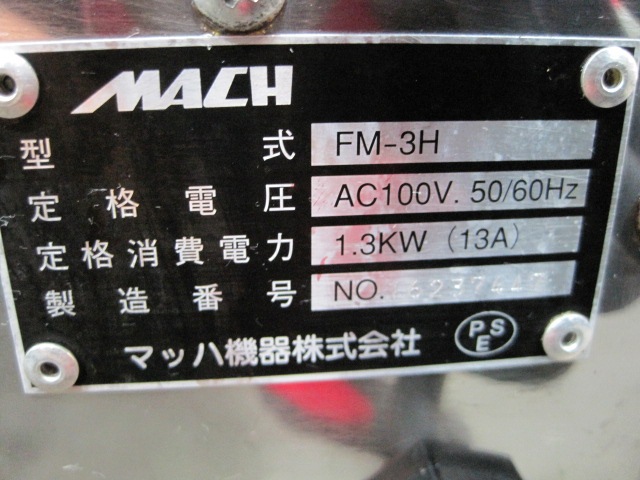 MACH
型式 FM-3H
定格電圧 AC100V. 50/60Hz
定格消費電力 1.3KW (13A)
製造番号 NO.
マッハ機器株式会社 PSE